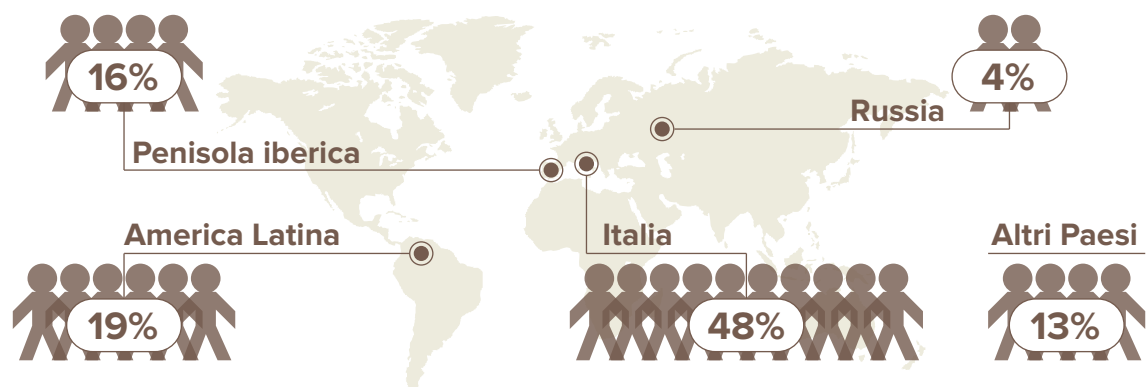 16%
4%
Russia
Penisola iberica
America Latina
Italia
Altri Paesi
19%
48%
13%